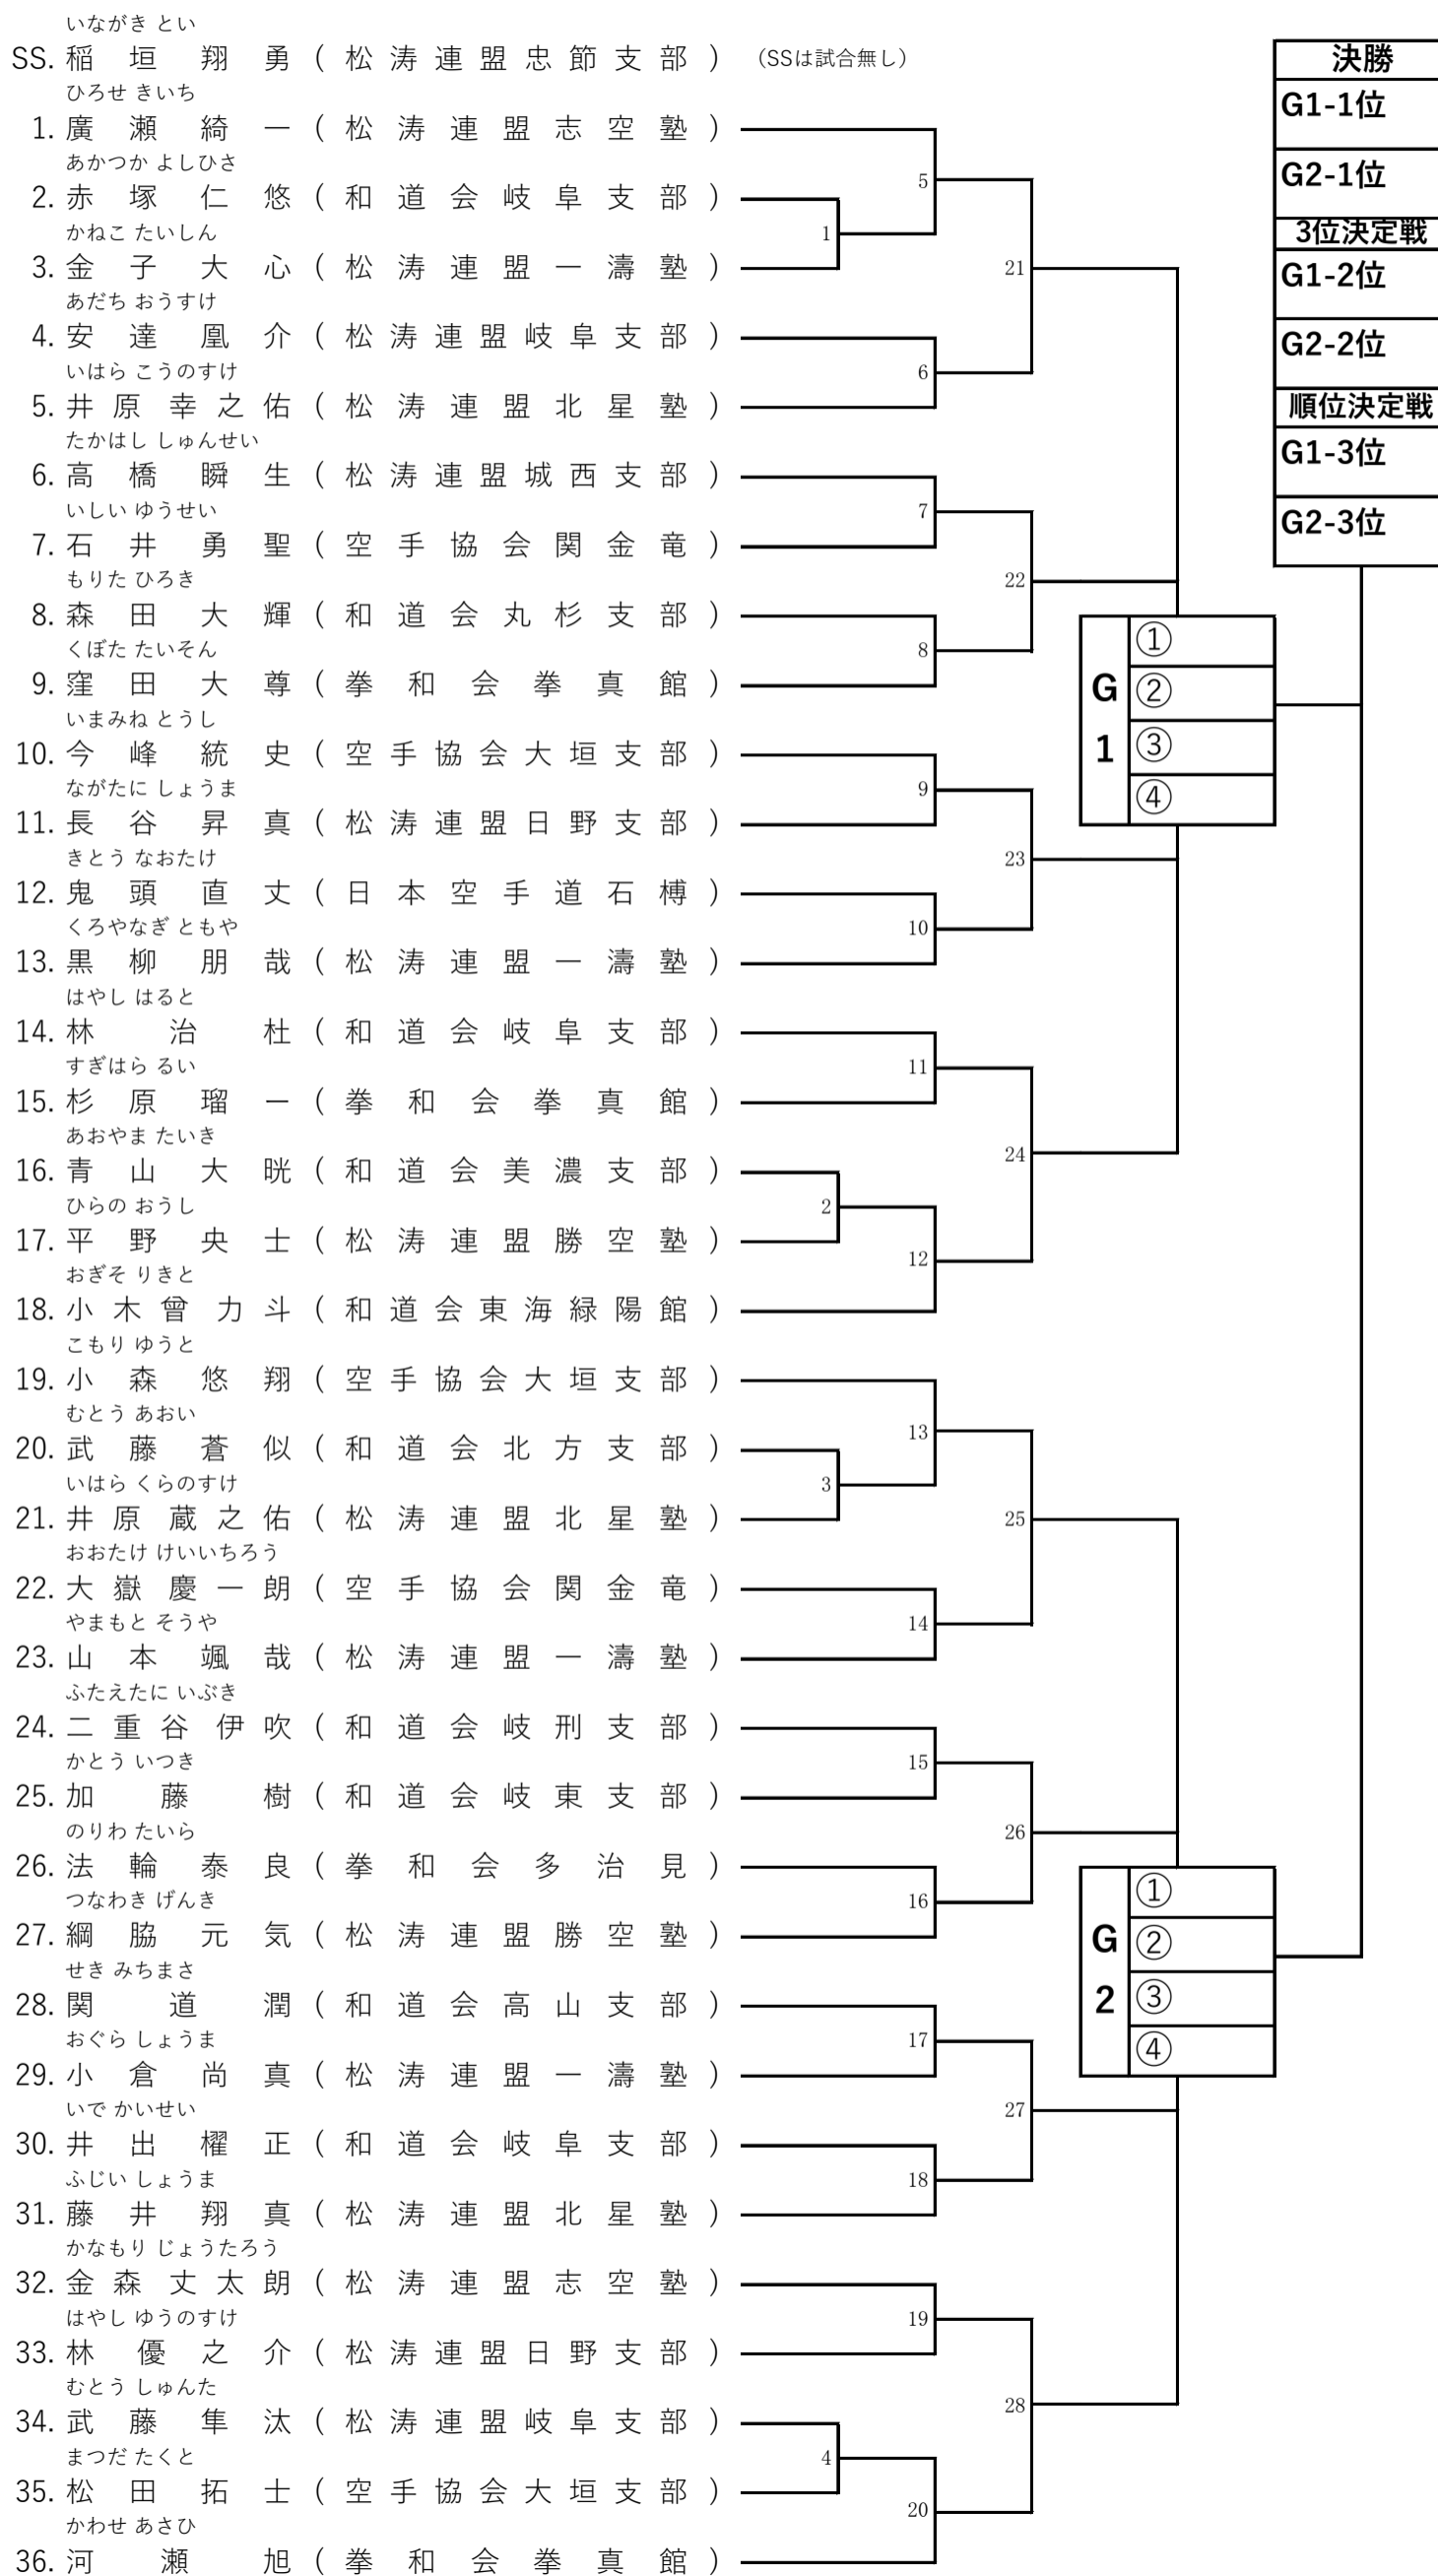 いながき とい
SS. 稲垣翔勇 (松涛連盟忠節支部) (SSは試合無し)
ひろせ きいち
1. 廣瀬綺一 (松涛連盟志空塾)
あかつか よしひさ
2. 赤塚仁悠 (和道会岐阜支部)
かねこ たいしん
3. 金子大心 (松涛連盟一濤塾)
あだち おうすけ
4. 安達凰介 (松涛連盟岐阜支部)
いはら こうのすけ
5. 井原幸之佑 (松涛連盟北星塾)
たかはし しゅんせい
6. 高橋瞬生 (松涛連盟城西支部)
いしい ゆうせい
7. 石井勇聖 (空手協会関金竜)
もりた ひろき
8. 森田大輝 (和道会丸杉支部)
くぼた たいそん
9. 窪田大尊 (拳和会拳真館)
いまみね とうし
10. 今峰統史 (空手協会大垣支部)
ながたに しょうま
11. 長谷昇真 (松涛連盟日野支部)
きとう なおたけ
12. 鬼頭直丈 (日本空手道石榑)
くろやなぎ ともや
13. 黒柳朋哉 (松涛連盟一濤塾)
はやし はると
14. 林治杜 (和道会岐阜支部)
すぎはら るい
15. 杉原瑠一 (拳和会拳真館)
あおやま たいき
16. 青山大晄 (和道会美濃支部)
ひらの おうし
17. 平野央士 (松涛連盟勝空塾)
おぎそ りきと
18. 小木曾力斗 (和道会東海緑陽館)
こもり ゆうと
19. 小森悠翔 (空手協会大垣支部)
むとう あおい
20. 武藤蒼似 (和道会北方支部)
いはら くらのすけ
21. 井原蔵之佑 (松涛連盟北星塾)
おおたけ けいいちろう
22. 大嶽慶一朗 (空手協会関金竜)
やまもと そうや
23. 山本颯哉 (松涛連盟一濤塾)
ふたえたに いぶき
24. 二重谷伊吹 (和道会岐刑支部)
かとう いつき
25. 加藤樹 (和道会岐東支部)
のりわ たいら
26. 法輪泰良 (拳和会多治見)
つなわき げんき
27. 綱脇元気 (松涛連盟勝空塾)
せき みちまさ
28. 関道潤 (和道会高山支部)
おぐら しょうま
29. 小倉尚真 (松涛連盟一濤塾)
いで かいせい
30. 井出櫂正 (和道会岐阜支部)
ふじい しょうま
31. 藤井翔真 (松涛連盟北星塾)
かなもり じょうたろう
32. 金森丈太朗 (松涛連盟志空塾)
はやし ゆうのすけ
33. 林優之介 (松涛連盟日野支部)
むとう しゅんた
34. 武藤隼汰 (松涛連盟岐阜支部)
まつだ たくと
35. 松田拓士 (空手協会大垣支部)
かわせ あさひ
36. 河瀬旭 (拳和会拳真館)
1
2
3
4
5
6
7
8
9
10
11
12
13
14
15
16
17
18
19
20
21
22
23
24
25
26
27
28
G1
①
②
③
④
G2
①
②
③
④
決勝
G1-1位
G2-1位
3位決定戦
G1-2位
G2-2位
順位決定戦
G1-3位
G2-3位